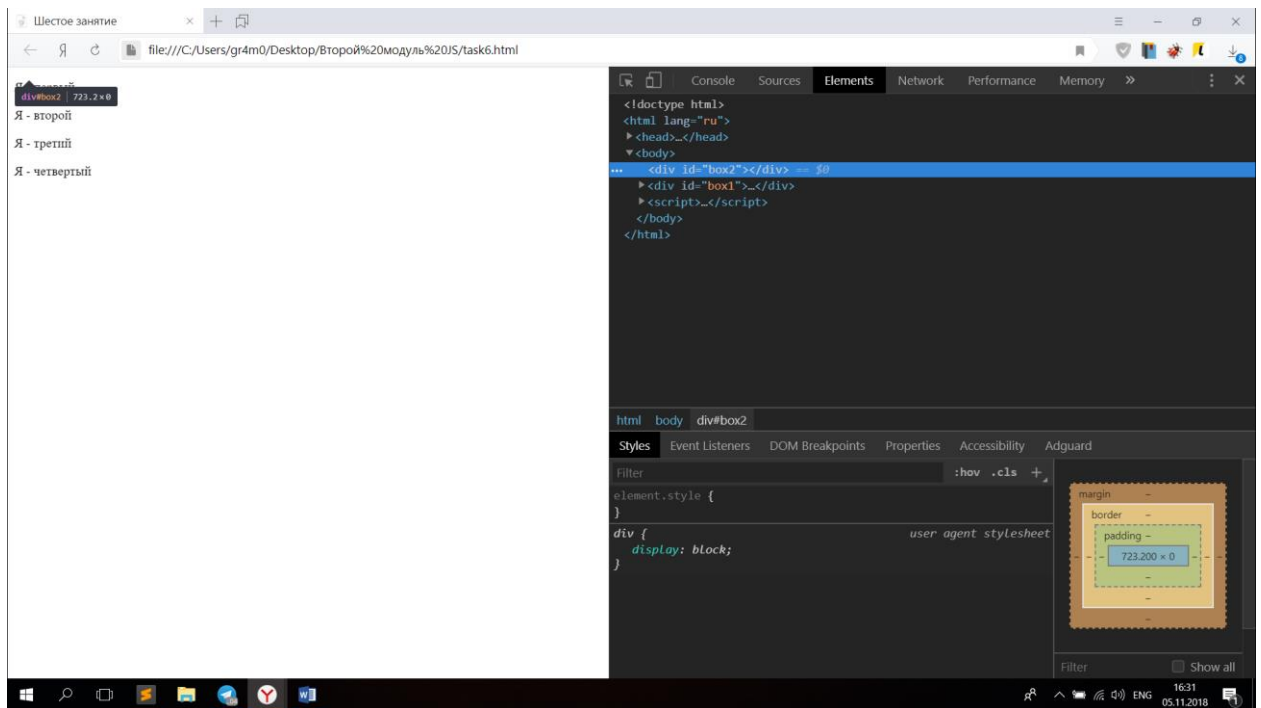 Шестое занятие
file:///C:/Users/gr4m0/Desktop/Второй%20модуль%20JS/task6.html
div#box2 | 723.2×0
Я - второй
Я - третий
Я - четвертый
Console Sources Elements Network Performance Memory »
<!doctype html>
<html lang="ru">
<head>…</head>
<body>
... <div id="box2"></div> == $0
<div id="box1">…</div>
<script>…</script>
</body>
</html>
html body div#box2
Styles Event Listeners DOM Breakpoints Properties Accessibility Adguard
Filter :hov .cls +
element.style {
}
div { user agent stylesheet
display: block;
}
margin –
border –
padding –
– – – 723.200 × 0 – – –
–
–
–
Filter Show all
ENG 16:31
05.11.2018